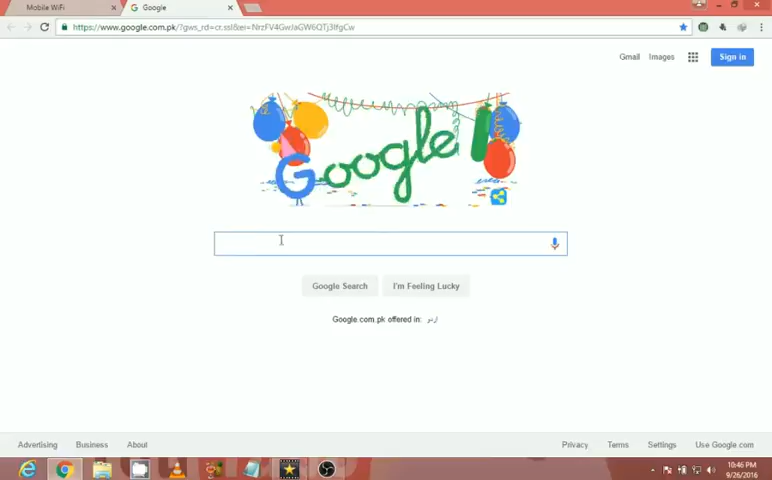 Mobile WiFi
Google
https://www.google.com.pk/?gws_rd=cr,ssl&ei=NrzFV4GwJaGW6QTj3IfgCw
Gmail
Images
Sign in
Google
Google Search
I'm Feeling Lucky
Google.com.pk offered in: اردو
Advertising
Business
About
Privacy
Terms
Settings
Use Google.com
10:46 PM
9/26/2016